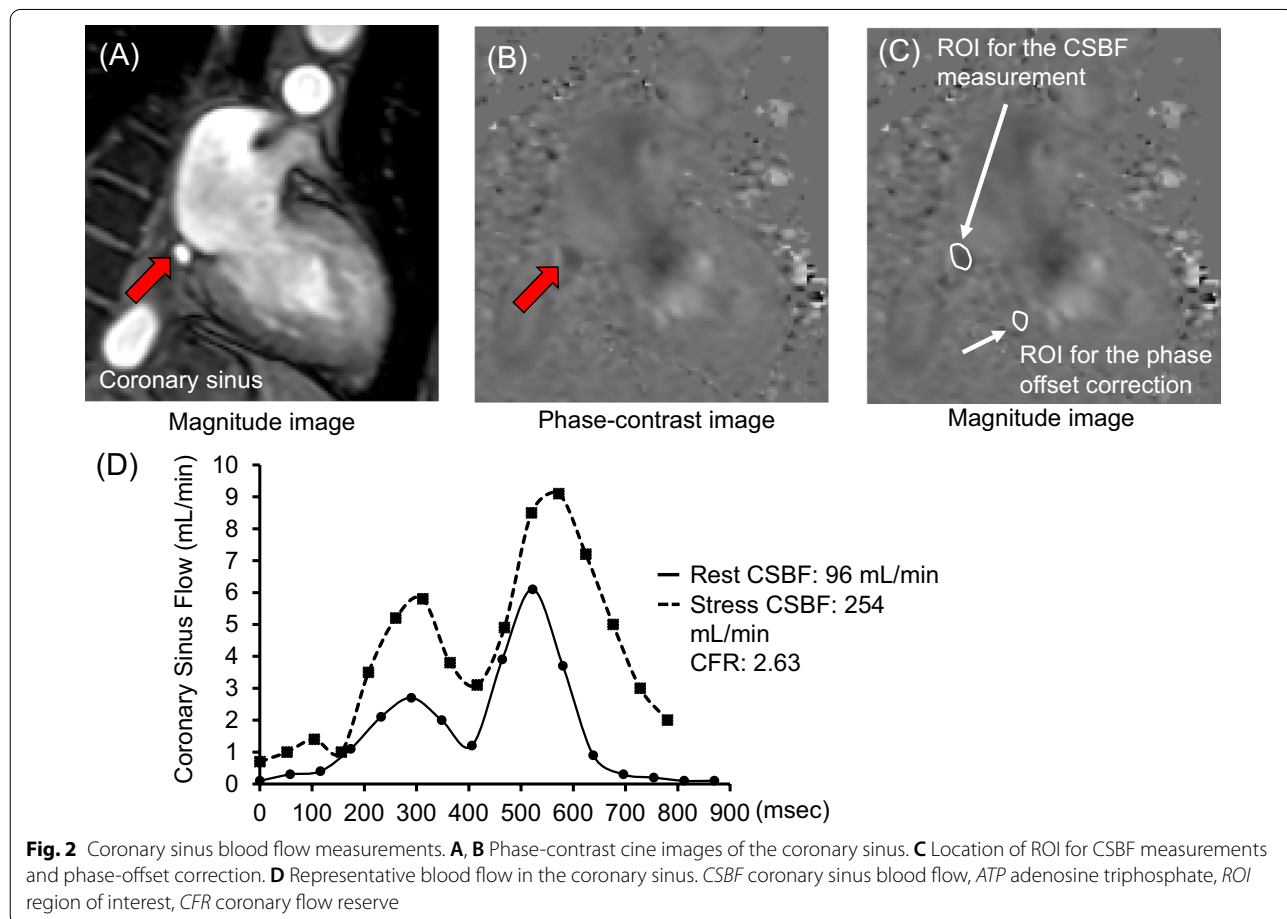 (A)
Coronary sinus
Magnitude image
(B)
Phase-contrast image
(C)
ROI for the CSBF
measurement
ROI for the phase
offset correction
Magnitude image
(D)
Coronary Sinus Flow (mL/min)
10
9
8
7
6
5
4
3
2
1
0
0 100 200 300 400 500 600 700 800 900 (msec)
Rest CSBF: 96 mL/min
Stress CSBF: 254
mL/min
CFR: 2.63
Fig. 2 Coronary sinus blood flow measurements. A, B Phase-contrast cine images of the coronary sinus. C Location of ROI for CSBF measurements
and phase-offset correction. D Representative blood flow in the coronary sinus. CSBF coronary sinus blood flow, ATP adenosine triphosphate, ROI
region of interest, CFR coronary flow reserve